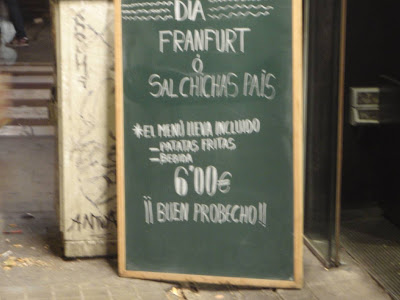 DIA
FRANFURT
Ò
SALCHICHAS PAÍS
*EL MENÚ LLEVA INCLUIDO
-PATATAS FRITAS
-BEBIDA
6'00€
¡¡BUEN PROBECHO!!